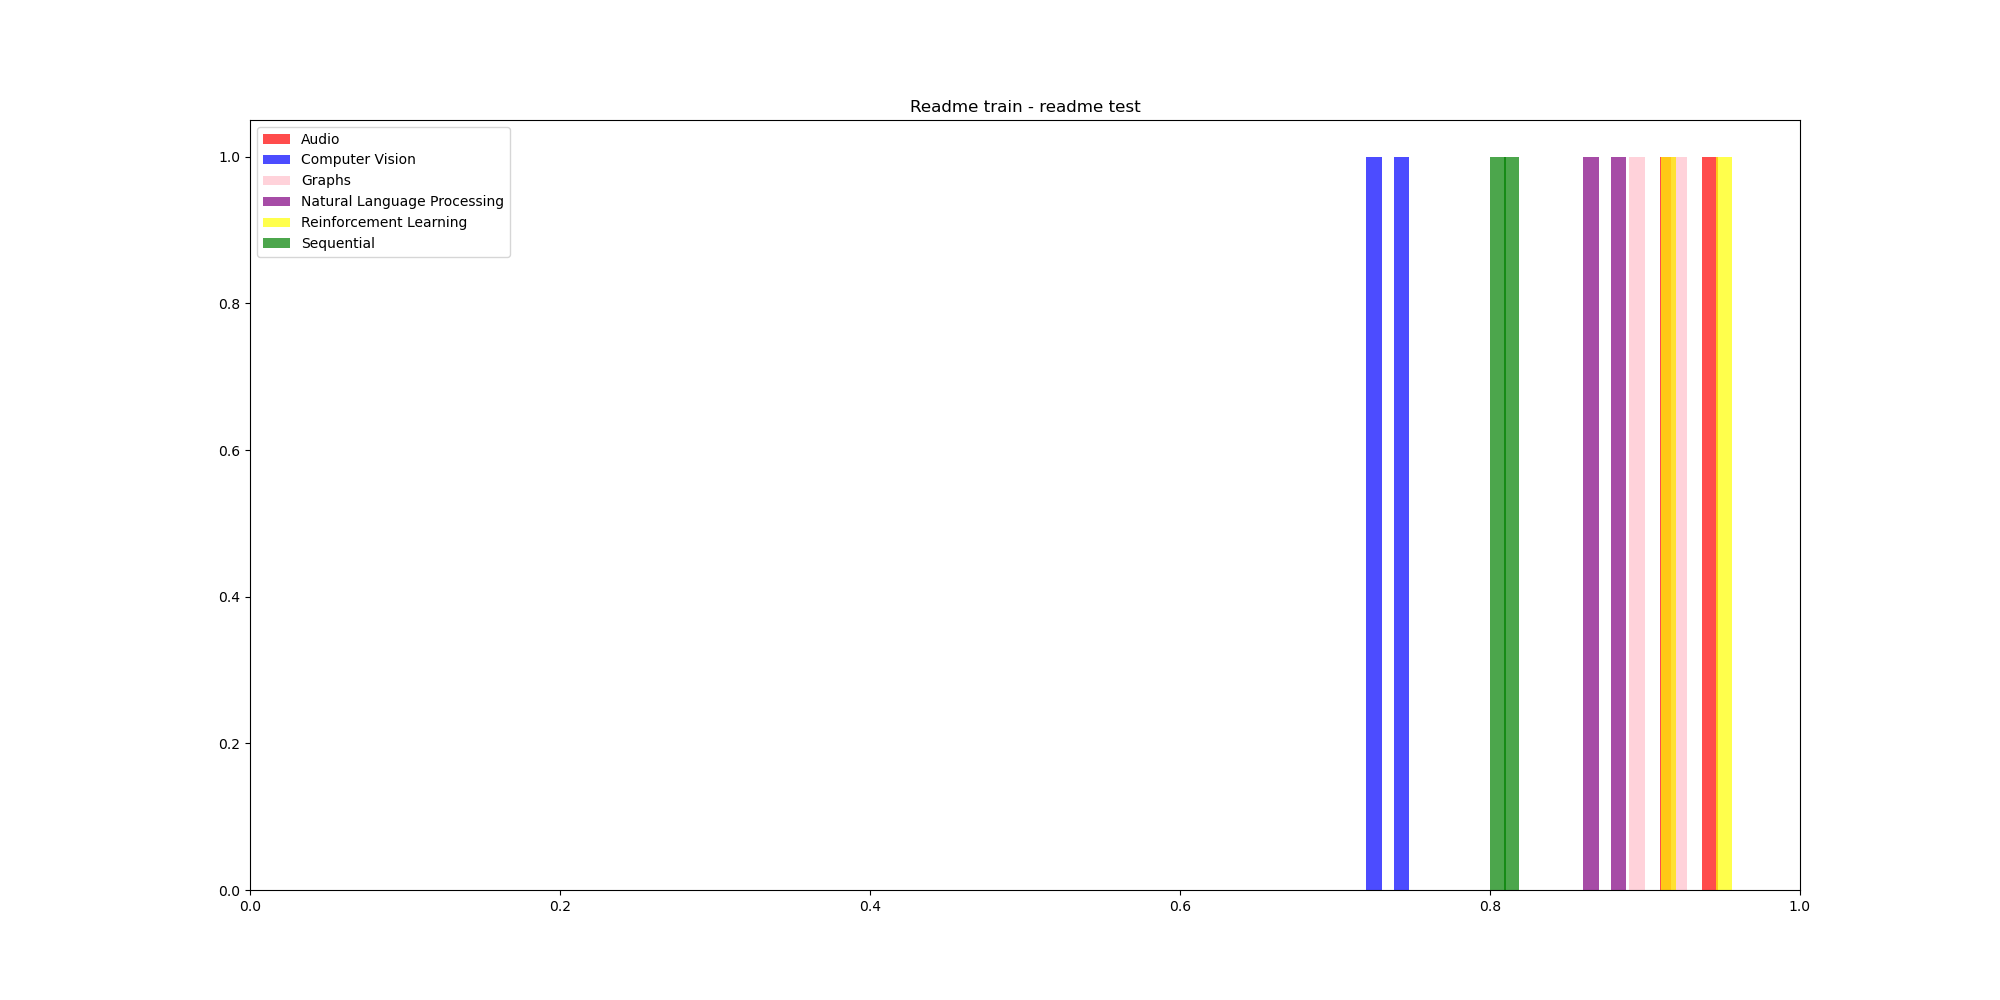 Readme train - readme test
Audio
Computer Vision
Graphs
Natural Language Processing
Reinforcement Learning
Sequential
1.0
0.8
0.6
0.4
0.2
0.0
0.0 0.2 0.4 0.6 0.8 1.0